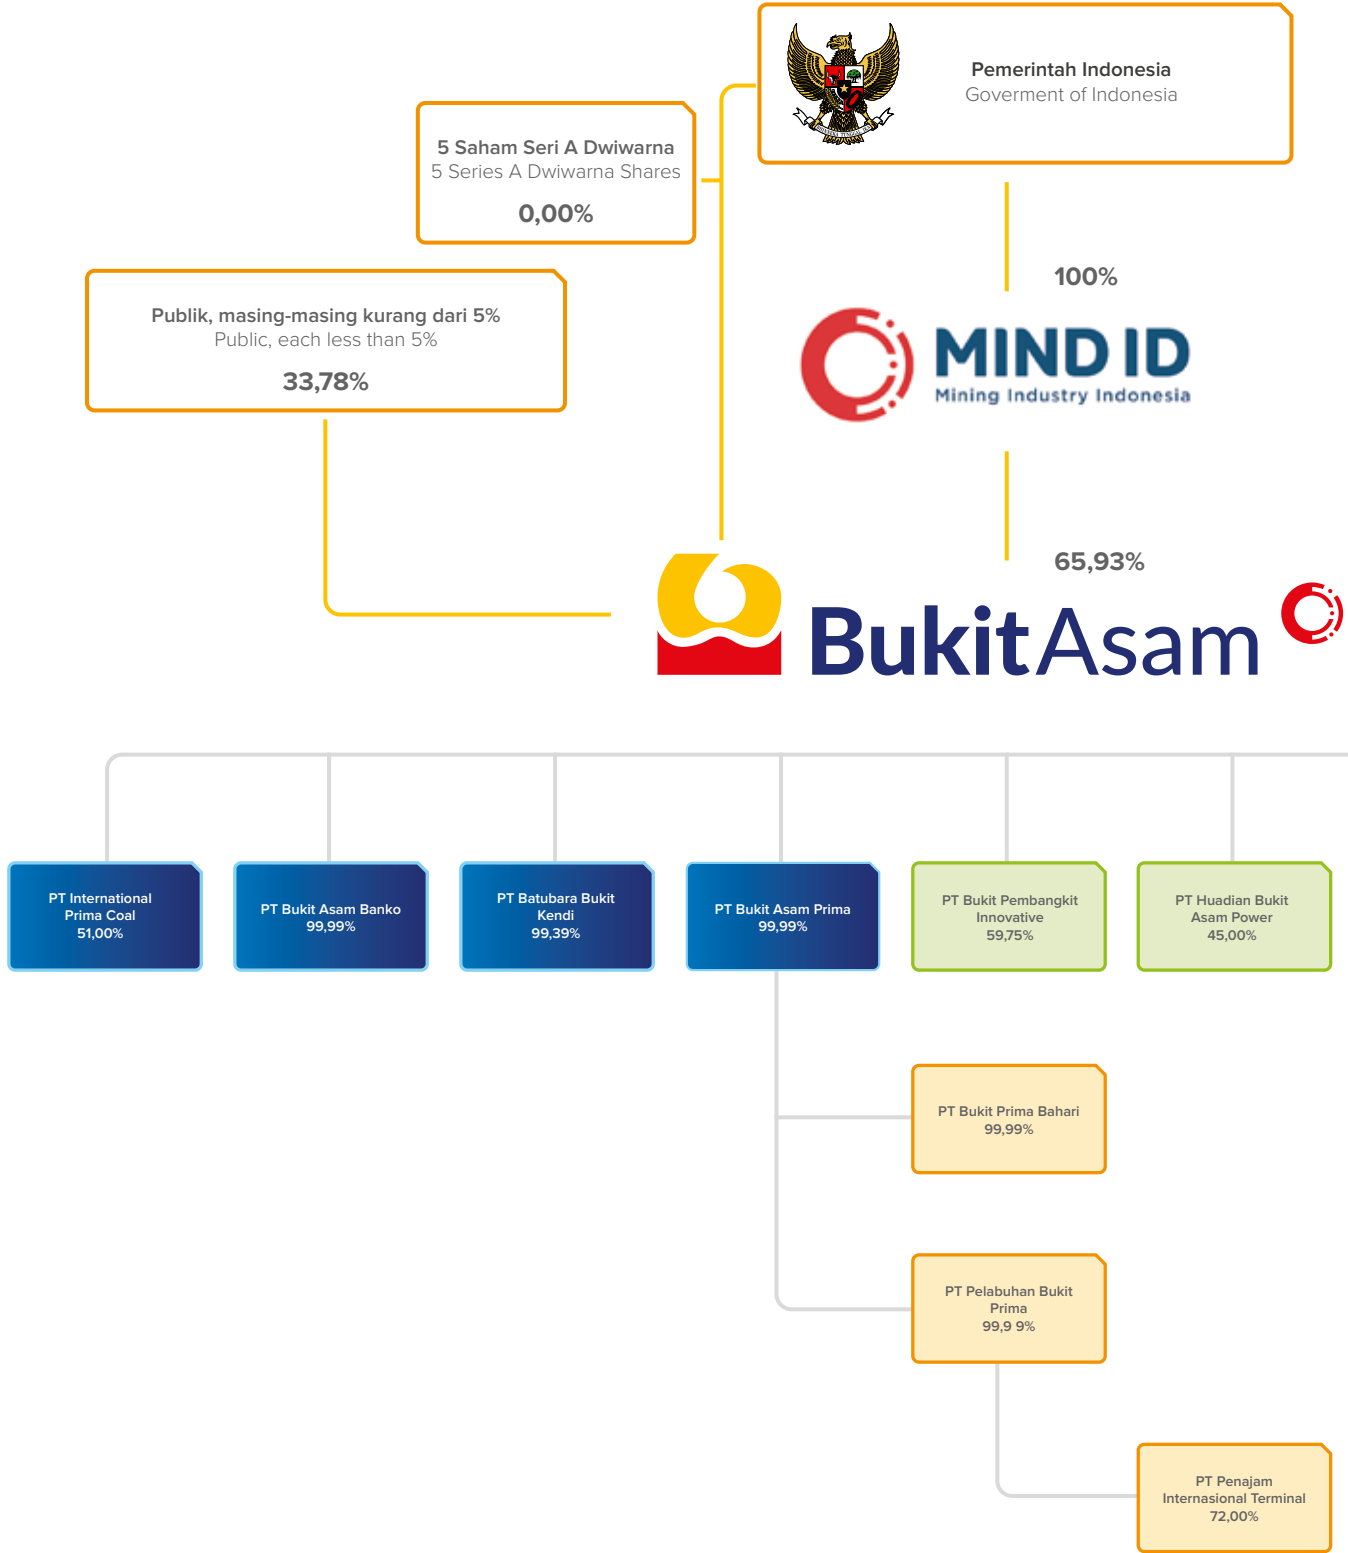 Pemerintah Indonesia
Goverment of Indonesia
5 Saham Seri A Dwiwarna
5 Series A Dwiwarna Shares
0,00%
100%
Publik, masing-masing kurang dari 5%
Public, each less than 5%
33,78%
MIND ID
Mining Industry Indonesia
65,93%
BukitAsam
PT International
Prima Coal
51,00%
PT Bukit Asam Banko
99,99%
PT Batubara Bukit
Kendi
99,39%
PT Bukit Asam Prima
99,99%
PT Bukit Pembangkit
Innovative
59,75%
PT Huadian Bukit
Asam Power
45,00%
PT Bukit Prima Bahari
99,99%
PT Pelabuhan Bukit
Prima
99,9 9%
PT Penajam
Internasional Terminal
72,00%